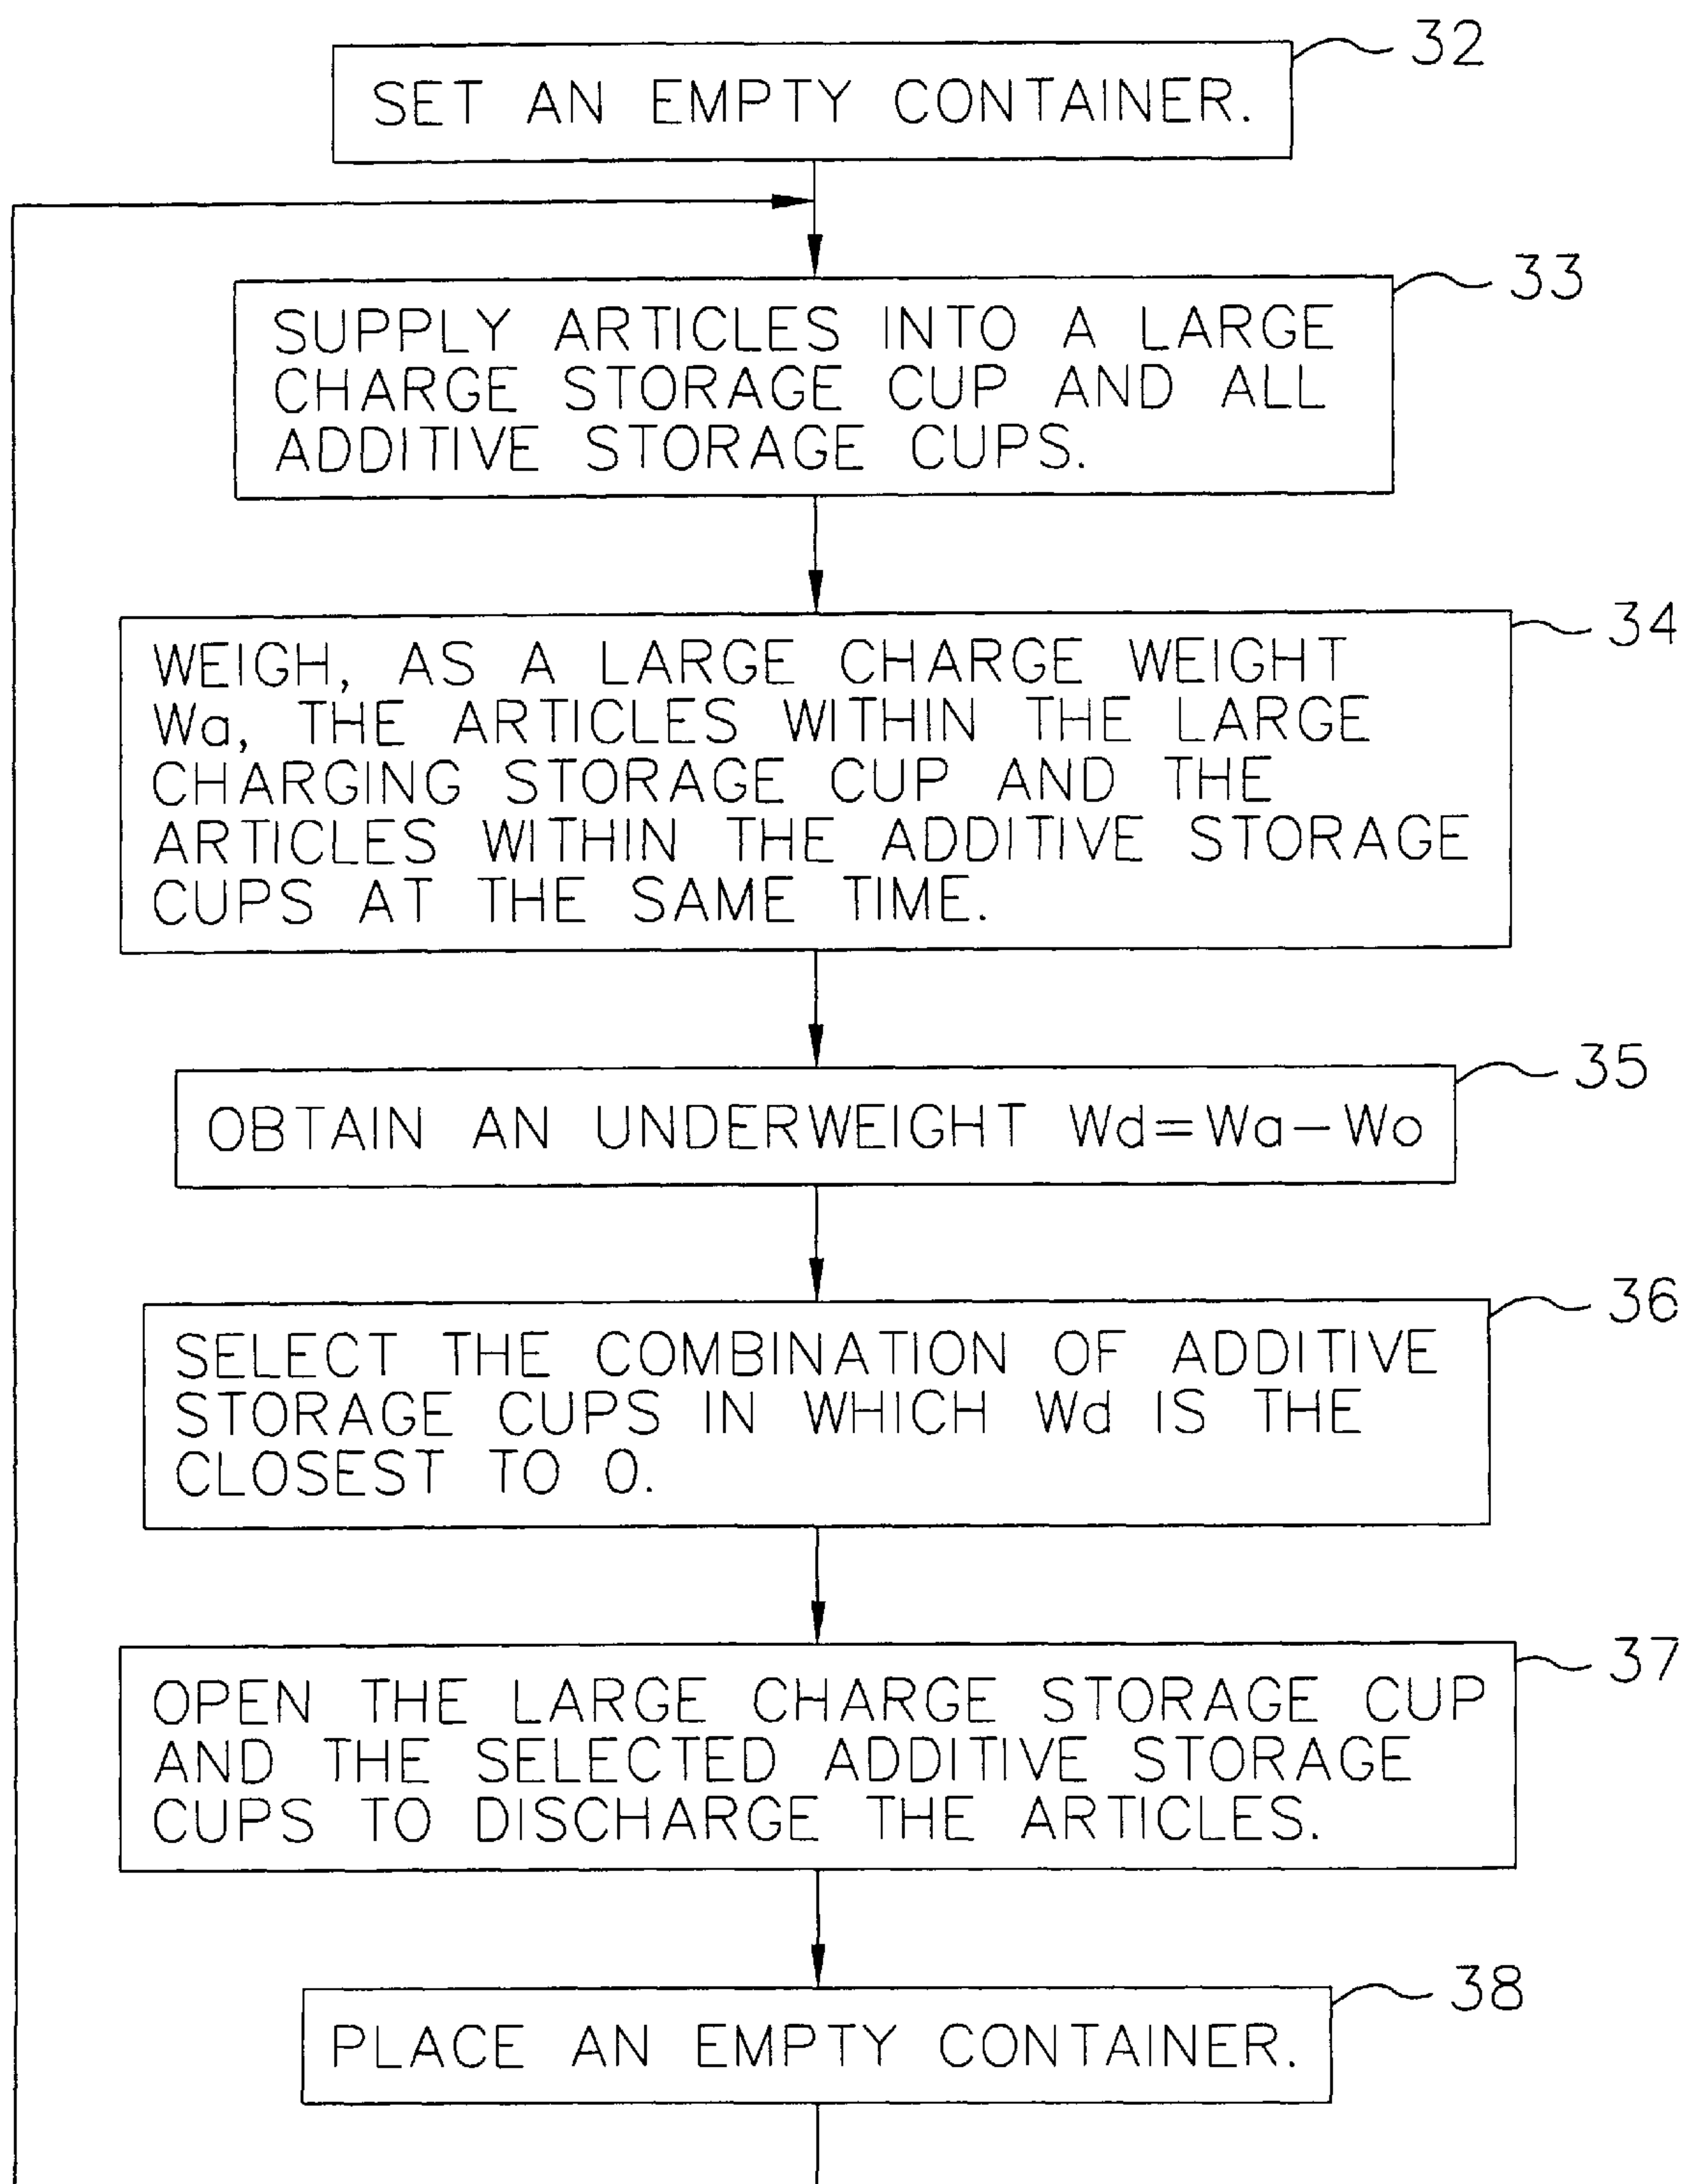 32
SET AN EMPTY CONTAINER.
33
SUPPLY ARTICLES INTO A LARGE
CHARGE STORAGE CUP AND ALL
ADDITIVE STORAGE CUPS.
34
WEIGH, AS A LARGE CHARGE WEIGHT
Wa, THE ARTICLES WITHIN THE LARGE
CHARGING STORAGE CUP AND THE
ARTICLES WITHIN THE ADDITIVE STORAGE
CUPS AT THE SAME TIME.
35
OBTAIN AN UNDERWEIGHT Wd=Wa-Wo
36
SELECT THE COMBINATION OF ADDITIVE
STORAGE CUPS IN WHICH Wd IS THE
CLOSEST TO 0.
37
OPEN THE LARGE CHARGE STORAGE CUP
AND THE SELECTED ADDITIVE STORAGE
CUPS TO DISCHARGE THE ARTICLES.
38
PLACE AN EMPTY CONTAINER.